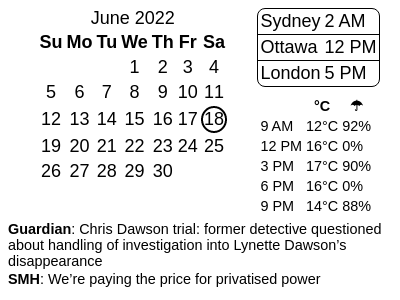 June 2022
Su Mo Tu We Th Fr Sa
1 2 3 4
5 6 7 8 9 10 11
12 13 14 15 16 17 18
19 20 21 22 23 24 25
26 27 28 29 30
Sydney 2 AM
Ottawa 12 PM
London 5 PM
°C ☂
9 AM 12°C 92%
12 PM 16°C 0%
3 PM 17°C 90%
6 PM 16°C 0%
9 PM 14°C 88%
Guardian: Chris Dawson trial: former detective questioned
about handling of investigation into Lynette Dawson’s
disappearance
SMH: We’re paying the price for privatised power